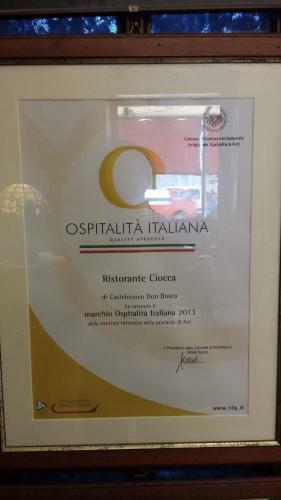 Camera di Commercio Industria
Artigianato Agricoltura Asti
OSPITALITÀ ITALIANA
QUALITY APPROVED
Ristorante Ciocca
di Castelnuovo Don Bosco
ha ottenuto il
marchio Ospitalità Italiana 2013
delle strutture ristorative della provincia di Asti
Il Presidente della Camera di Commercio
Mario Sacco
www.10q.it